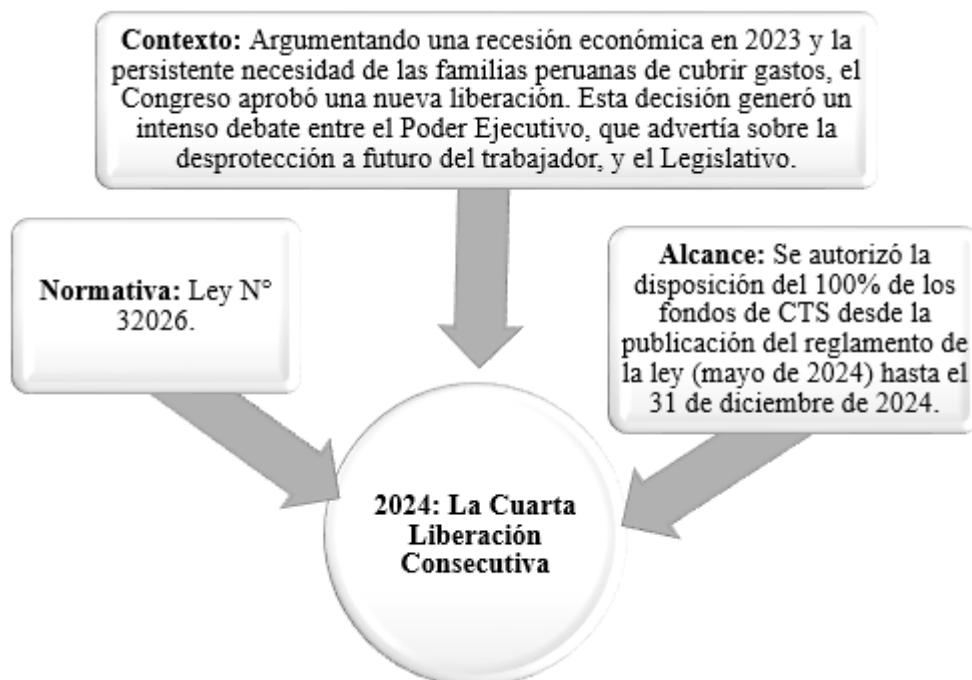 Contexto: Argumentando una recesión económica en 2023 y la
persistente necesidad de las familias peruanas de cubrir gastos, el
Congreso aprobó una nueva liberación. Esta decisión generó un
intenso debate entre el Poder Ejecutivo, que advertía sobre la
desprotección a futuro del trabajador, y el Legislativo.
Normativa: Ley N°
32026.
Alcance: Se autorizó la
disposición del 100% de los
fondos de CTS desde la
publicación del reglamento de
la ley (mayo de 2024) hasta el
31 de diciembre de 2024.
2024: La Cuarta
Liberación
Consecutiva